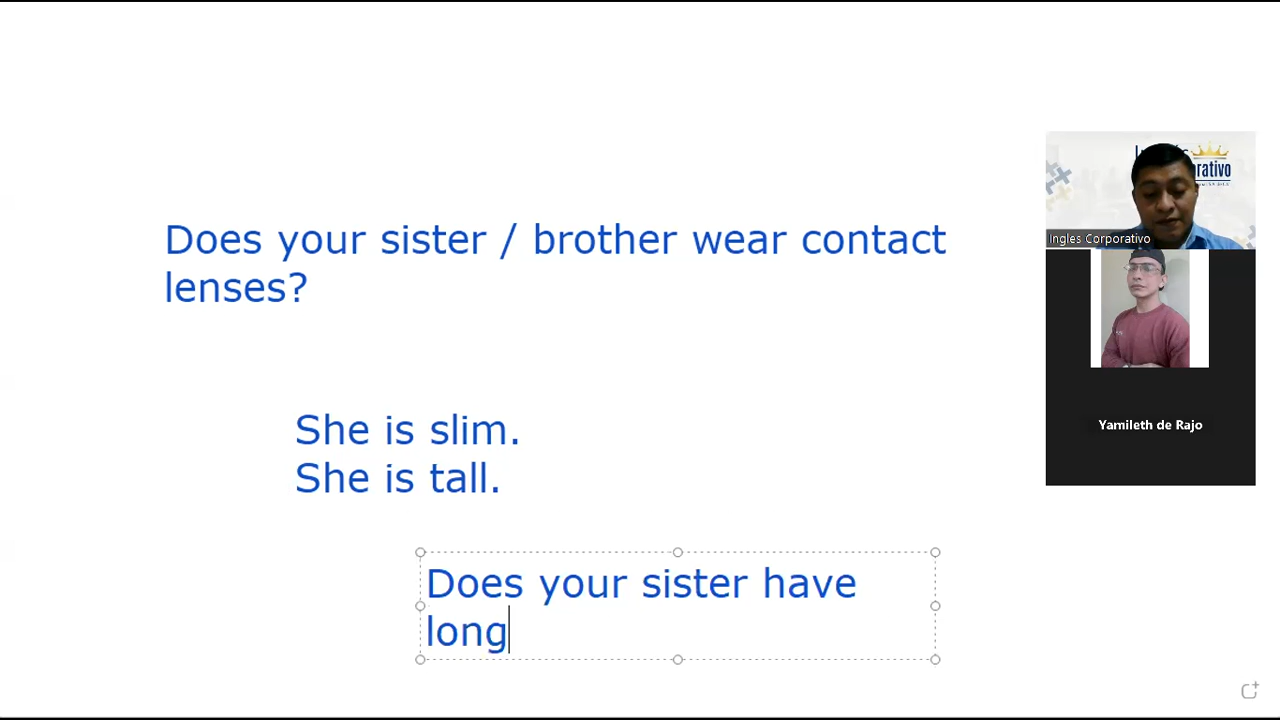 Does your sister / brother wear contact
lenses?
She is slim.
She is tall.
Does your sister have
long
Ingles Corporativo
Yamileth de Rajo